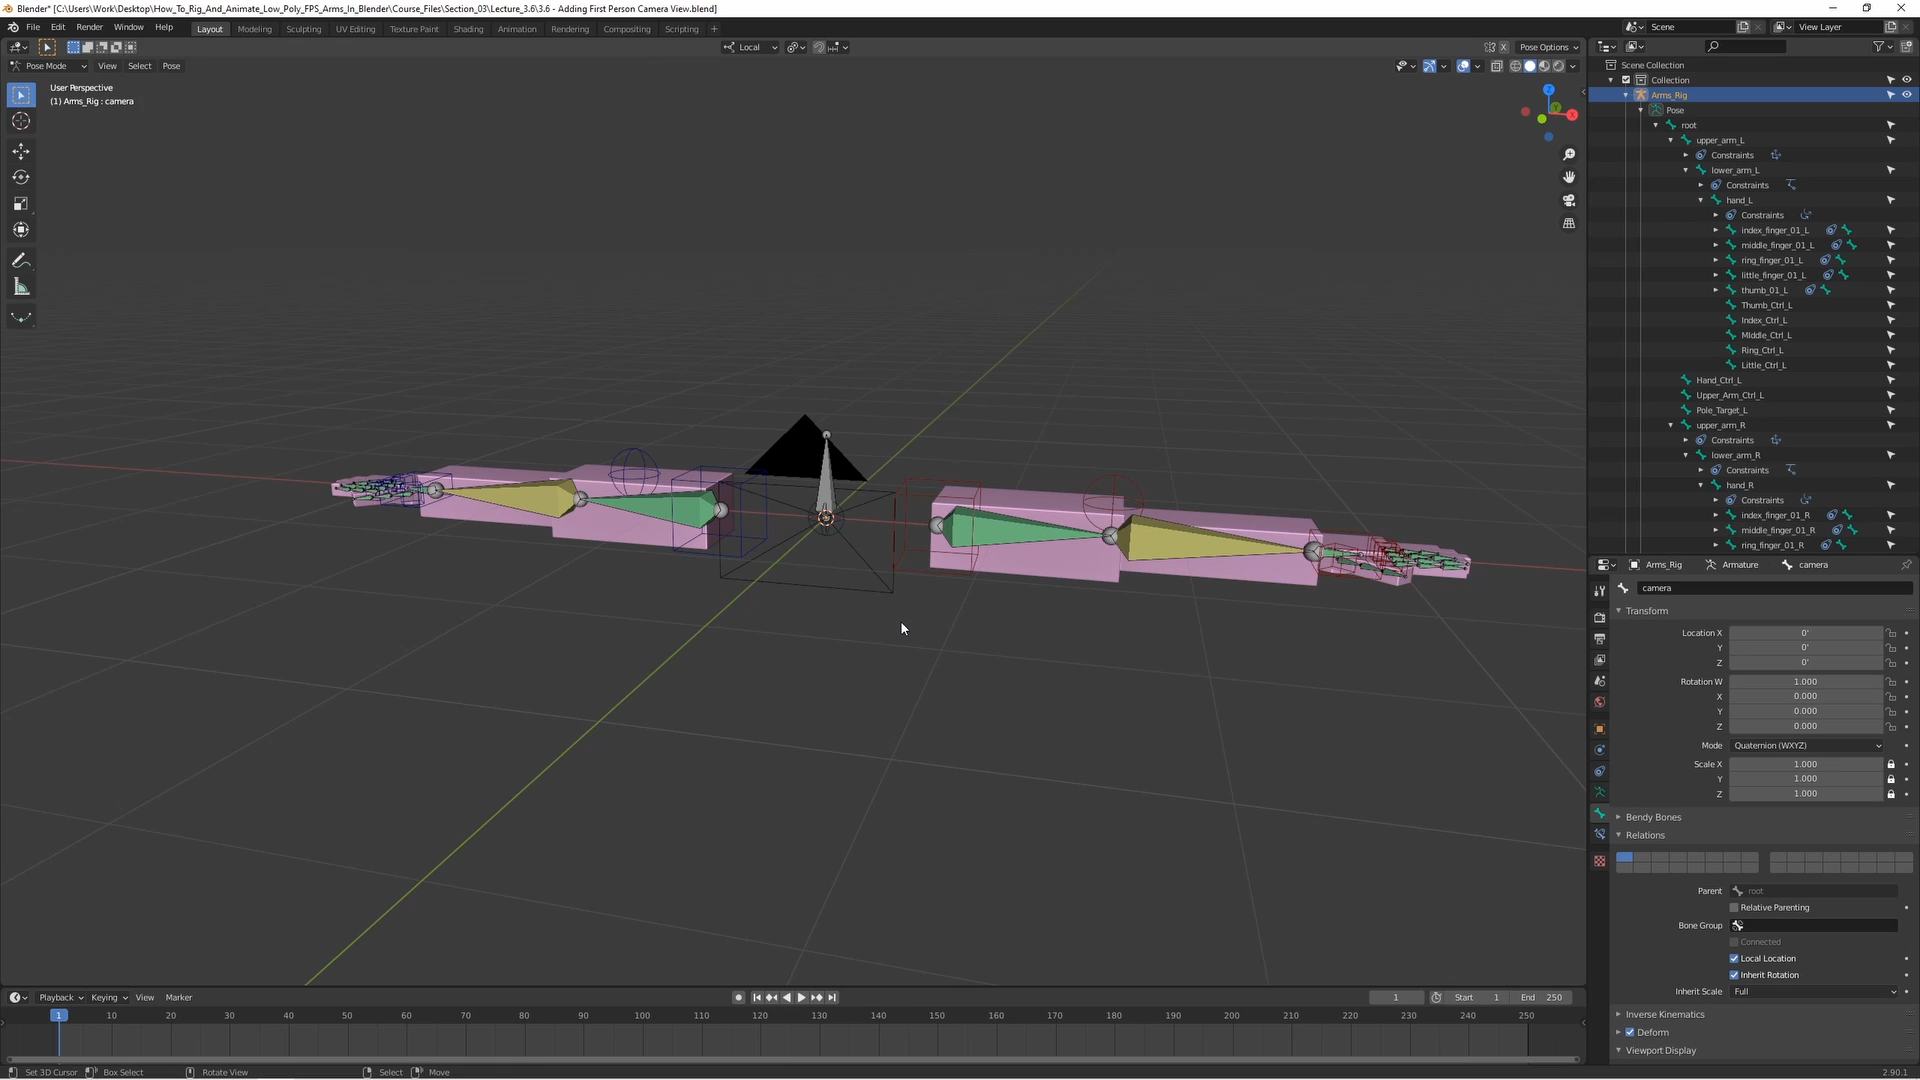 Blender* [C:\Users\Work\Desktop\How_To_Rig_And_Animate_Low_Poly_FPS_Arms_In_Blender\Course_Files\Section_03\Lecture_3.6\3.6 - Adding First Person Camera View.blend]
File Edit Render Window Help Layout Modeling Sculpting UV Editing Texture Paint Shading Animation Rendering Compositing Scripting + Scene View Layer
Local X Pose Options
Pose Mode View Select Pose
User Perspective
(1) Arms_Rig : camera
Z
Y
X
Scene Collection
Collection
Arms_Rig
Pose
root
upper_arm_L
Constraints
lower_arm_L
Constraints
hand_L
Constraints
index_finger_01_L
middle_finger_01_L
ring_finger_01_L
little_finger_01_L
thumb_01_L
Thumb_Ctrl_L
Index_Ctrl_L
MIddle_Ctrl_L
Ring_Ctrl_L
Little_Ctrl_L
Hand_Ctrl_L
Upper_Arm_Ctrl_L
Pole_Target_L
upper_arm_R
Constraints
lower_arm_R
Constraints
hand_R
Constraints
index_finger_01_R
middle_finger_01_R
ring_finger_01_R
Arms_Rig Armature camera
camera
Transform
Location X 0'
Y 0'
Z 0'
Rotation W 1.000
X 0.000
Y 0.000
Z 0.000
Mode Quaternion (WXYZ)
Scale X 1.000
Y 1.000
Z 1.000
Bendy Bones
Relations
Parent root
Relative Parenting
Bone Group
Connected
Local Location
Inherit Rotation
Inherit Scale Full
Inverse Kinematics
Deform
Viewport Display
Playback Keying View Marker 1 Start 1 End 250
1 10 20 30 40 50 60 70 80 90 100 110 120 130 140 150 160 170 180 190 200 210 220 230 240 250
Set 3D Cursor Box Select Rotate View Select Move 2.90.1